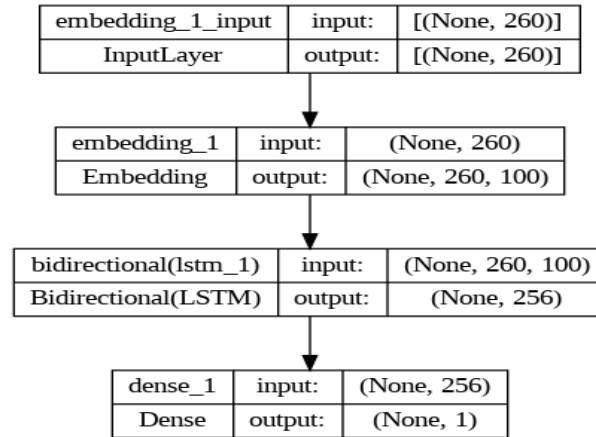 embedding_1_input input: [(None, 260)]
InputLayer output: [(None, 260)]
embedding_1 input: (None, 260)
Embedding output: (None, 260, 100)
bidirectional(lstm_1) input: (None, 260, 100)
Bidirectional(LSTM) output: (None, 256)
dense_1 input: (None, 256)
Dense output: (None, 1)